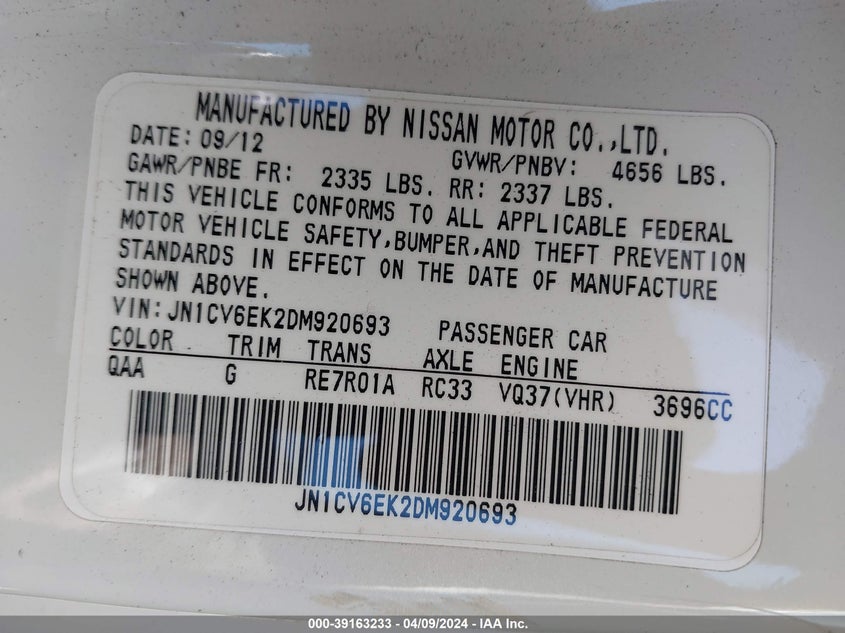 MANUFACTURED BY NISSAN MOTOR CO.,LTD.
DATE: 09/12 GVWR/PNBV: 4656 LBS.
GAWR/PNBE FR: 2335 LBS. RR: 2337 LBS.
THIS VEHICLE CONFORMS TO ALL APPLICABLE FEDERAL
MOTOR VEHICLE SAFETY,BUMPER,AND THEFT PREVENTION
STANDARDS IN EFFECT ON THE DATE OF MANUFACTURE
SHOWN ABOVE.
VIN:JN1CV6EK2DM920693 PASSENGER CAR
COLOR TRIM TRANS AXLE ENGINE
QAA G RE7R01A RC33 VQ37(VHR) 3696CC
JN1CV6EK2DM920693
000-39163233 - 04/09/2024 - IAA Inc.